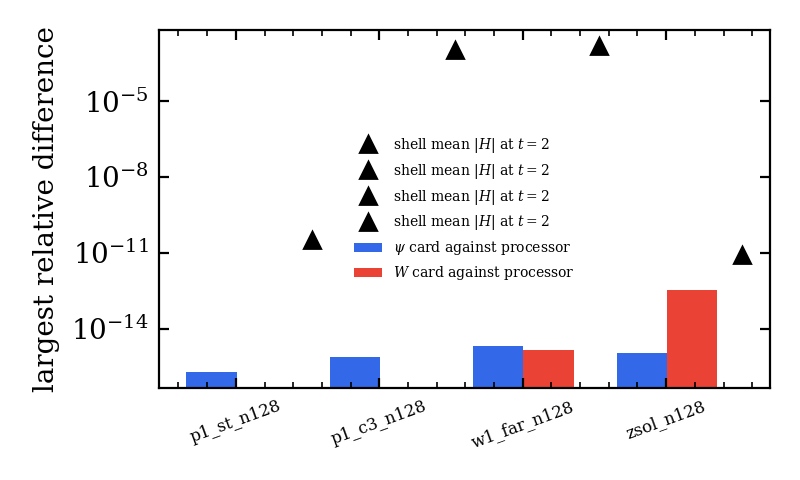 largest relative difference
10⁻⁵
10⁻⁸
10⁻¹¹
10⁻¹⁴
shell mean |H| at t = 2
shell mean |H| at t = 2
shell mean |H| at t = 2
shell mean |H| at t = 2
ψ card against processor
W card against processor
p1_st_n128
p1_c3_n128
w1_far_n128
zsol_n128